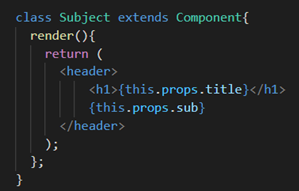 class Subject extends Component{
  render(){
    return (
      <header>
          <h1>{this.props.title}</h1>
          {this.props.sub}
      </header>
    );
  };
}